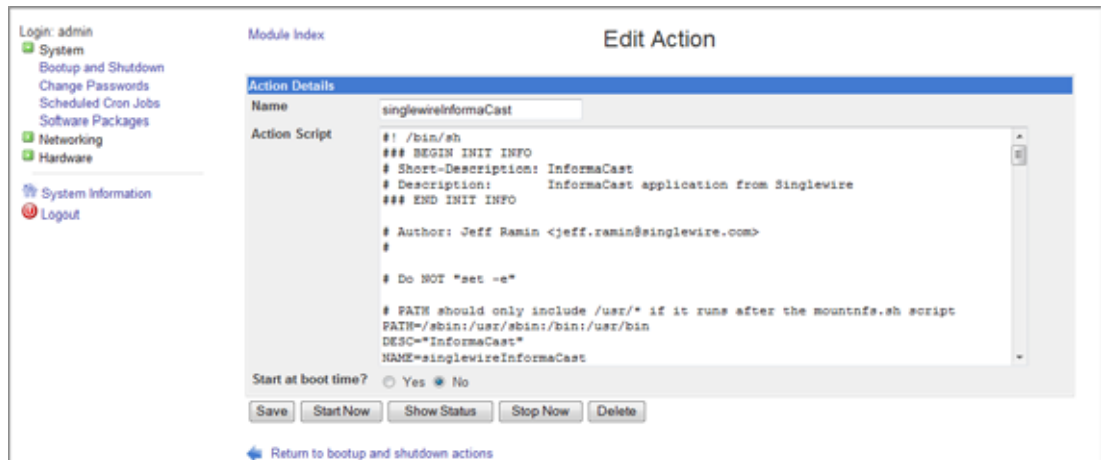 Login: admin
System
Bootup and Shutdown
Change Passwords
Scheduled Cron Jobs
Software Packages
Networking
Hardware
System Information
Logout
Module Index
Edit Action
Action Details
Name singlewireInformaCast
Action Script
#! /bin/sh
### BEGIN INIT INFO
# Short-Description: InformaCast
# Description: InformaCast application from Singlewire
### END INIT INFO
# Author: Jeff Ramin <jeff.ramin@singlewire.com>
#
# Do NOT "set -e"
# PATH should only include /usr/* if it runs after the mountnfs.sh script
PATH=/sbin:/usr/sbin:/bin:/usr/bin
DESC="InformaCast"
NAME=singlewireInformaCast
Start at boot time? Yes No
Save Start Now Show Status Stop Now Delete
Return to bootup and shutdown actions